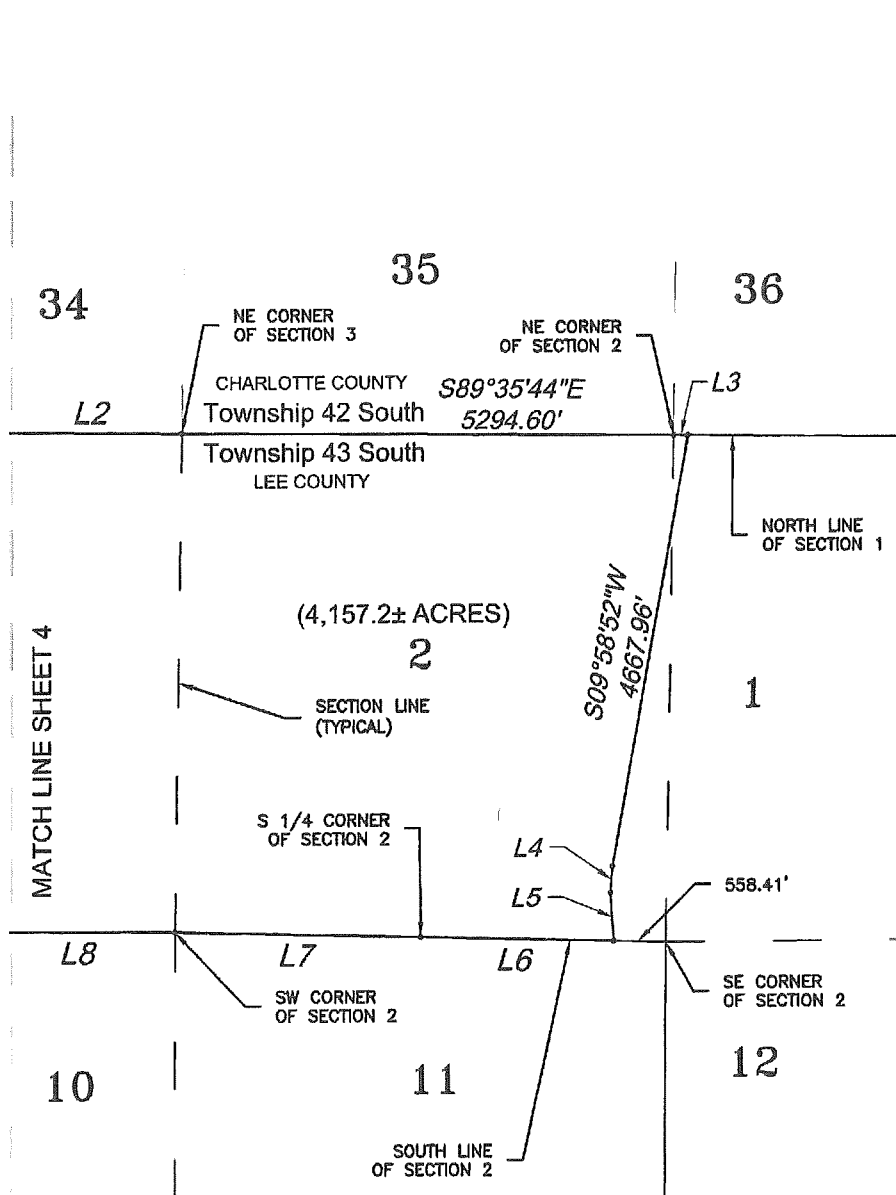 35
34
36
NE CORNER
OF SECTION 3
NE CORNER
OF SECTION 2
CHARLOTTE COUNTY
S89°35'44"E
L3
L2
Township 42 South
5294.60'
Township 43 South
LEE COUNTY
NORTH LINE
OF SECTION 1
S09°58'52"W
4667.96'
(4,157.2± ACRES)
2
1
SECTION LINE
(TYPICAL)
MATCH LINE SHEET 4
S 1/4 CORNER
OF SECTION 2
L4
558.41'
L5
L8
L7
L6
SW CORNER
OF SECTION 2
SE CORNER
OF SECTION 2
10
11
12
SOUTH LINE
OF SECTION 2